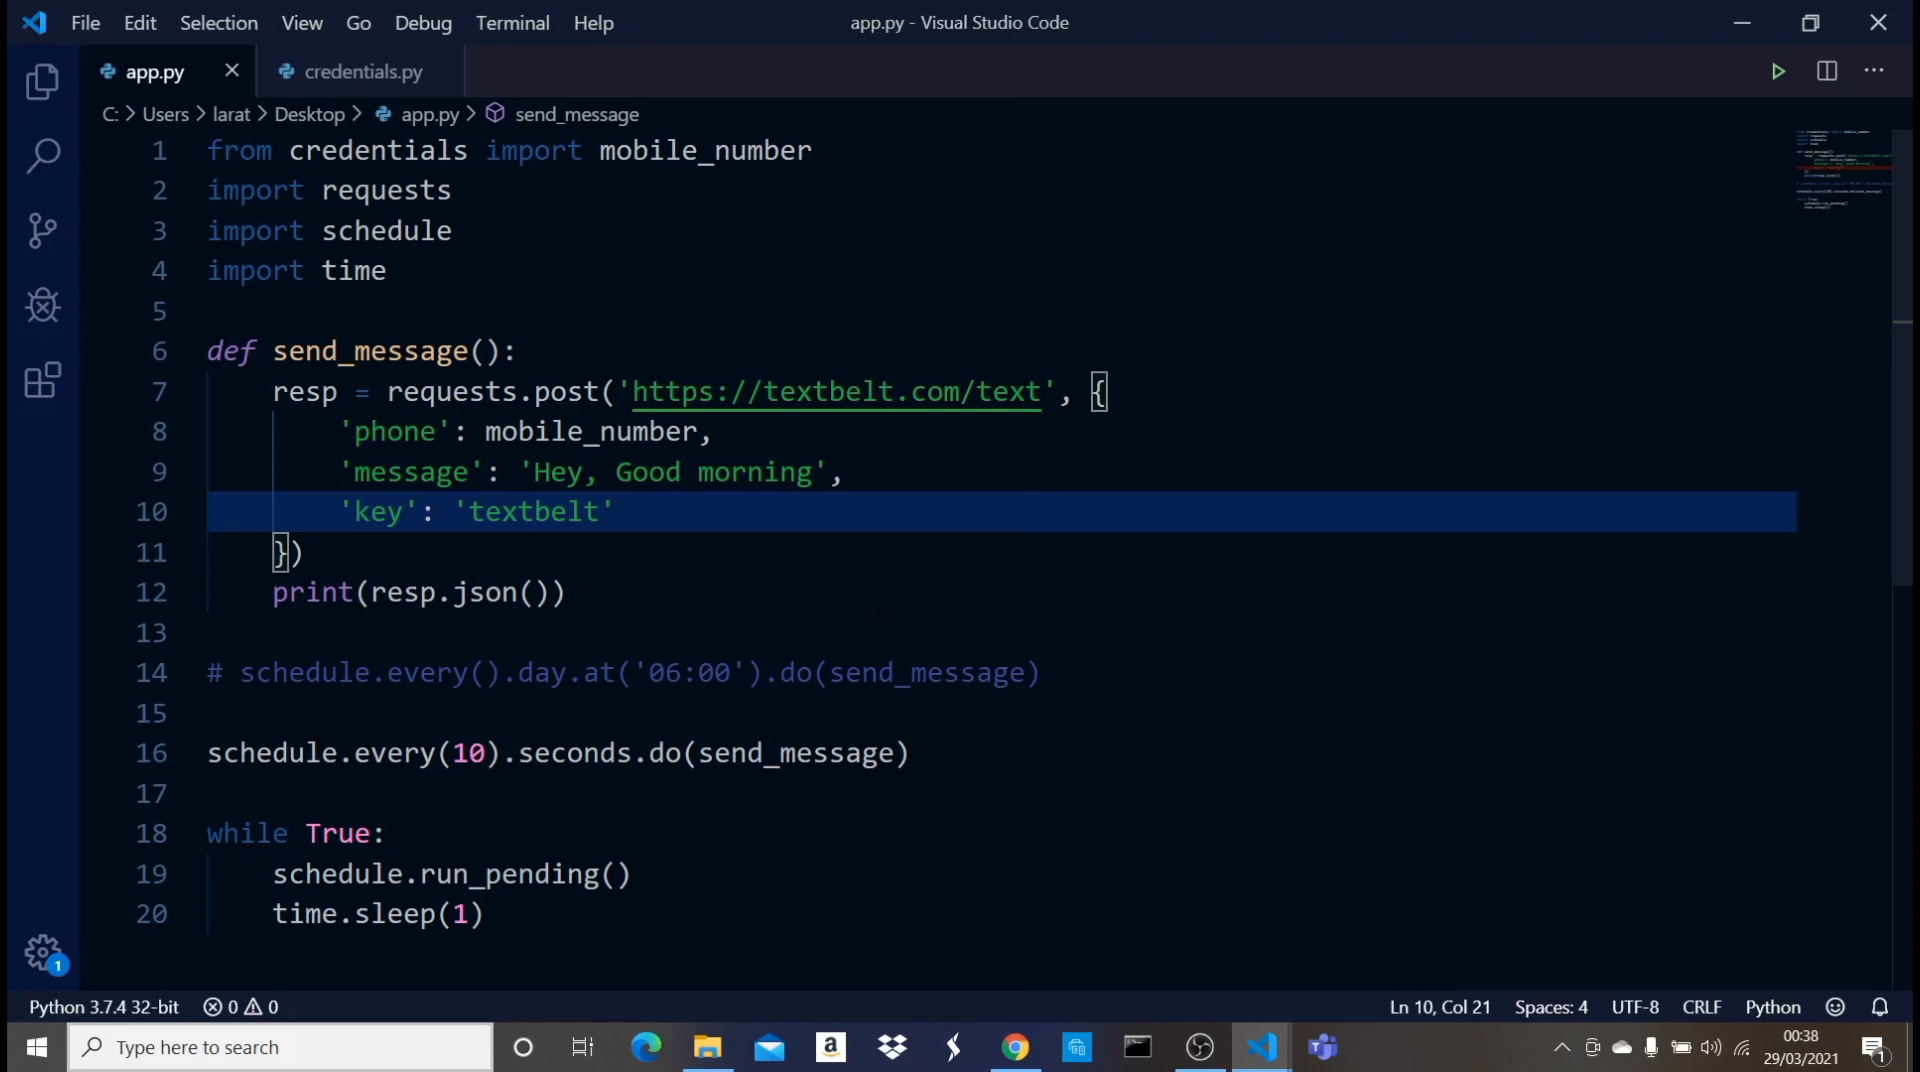 File Edit Selection View Go Debug Terminal Help
app.py - Visual Studio Code
app.py
credentials.py
C: > Users > larat > Desktop > app.py > send_message
1 from credentials import mobile_number
2 import requests
3 import schedule
4 import time
5
6 def send_message():
7 resp = requests.post('https://textbelt.com/text', {
8 'phone': mobile_number,
9 'message': 'Hey, Good morning',
10 'key': 'textbelt'
11 })
12 print(resp.json())
13
14 # schedule.every().day.at('06:00').do(send_message)
15
16 schedule.every(10).seconds.do(send_message)
17
18 while True:
19 schedule.run_pending()
20 time.sleep(1)
1
Python 3.7.4 32-bit 0 0 Ln 10, Col 21 Spaces: 4 UTF-8 CRLF Python
Type here to search
00:38
29/03/2021
1